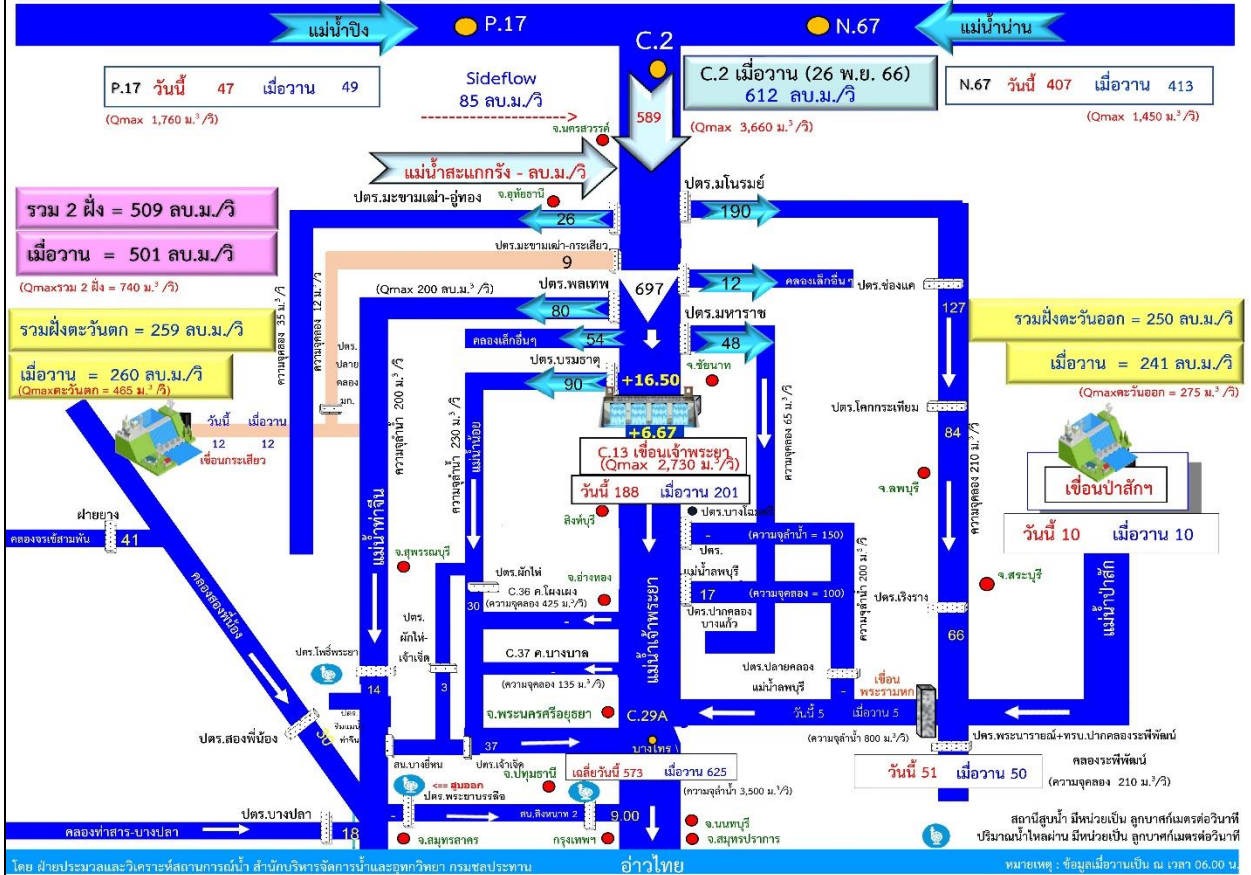 แม่น้ำปิง
P.17
C.2
N.67
แม่น้ำน่าน
P.17 วันนี้ 47 เมื่อวาน 49
(Qmax 1,760 ม.³/วิ)
Sideflow
85 ลบ.ม./วิ
589
C.2 เมื่อวาน (26 พ.ย. 66)
612 ลบ.ม./วิ
(Qmax 3,660 ม.³/วิ)
N.67 วันนี้ 407 เมื่อวาน 413
(Qmax 1,450 ม.³/วิ)
จ.นครสวรรค์
แม่น้ำสะแกกรัง - ลบ.ม./วิ
รวม 2 ฝั่ง = 509 ลบ.ม./วิ
เมื่อวาน = 501 ลบ.ม./วิ
(Qmaxรวม 2 ฝั่ง = 740 ม.³/วิ)
ปตร.มะขามเฒ่า-อู่ทอง
จ.อุทัยธานี
26
ปตร.มโนรมย์
190
ปตร.มะขามเฒ่า-กระเสียว
9
ความจุคลอง 35 ม.³/วิ
ความจุคลอง 12 ม.³/วิ
(Qmax 200 ลบ.ม./วิ)
ปตร.พลเทพ
80
697
12
คลองเล็กอื่นๆ
ปตร.ช่องแค
127
รวมฝั่งตะวันตก = 259 ลบ.ม./วิ
เมื่อวาน = 260 ลบ.ม./วิ
(Qmaxตะวันตก = 465 ม.³/วิ)
คลองเล็กอื่นๆ
54
ปตร.มหาราช
48
ปตร.บรมธาตุ
90
จ.ชัยนาท
+16.50
+6.67
รวมฝั่งตะวันออก = 250 ลบ.ม./วิ
เมื่อวาน = 241 ลบ.ม./วิ
(Qmaxตะวันออก = 275 ม.³/วิ)
ปตร.
ปลาย
คลอง
มก.
วันนี้ เมื่อวาน
12 12
เขื่อนกระเสียว
ความจุลำน้ำ 200 ม.³/วิ
ความจุลำน้ำ 230 ม.³/วิ
แม่น้ำน้อย
แม่น้ำท่าจีน
C.13 เขื่อนเจ้าพระยา
(Qmax 2,730 ม.³/วิ)
วันนี้ 188 เมื่อวาน 201
ความจุคลอง 65 ม.³/วิ
ปตร.โคกกระเทียม
84
ความจุคลอง 210 ม.³/วิ
จ.ลพบุรี
เขื่อนป่าสักฯ
วันนี้ 10 เมื่อวาน 10
ฝายยาง
คลองจรเข้สามพัน
41
จ.สุพรรณบุรี
สิงห์บุรี
ปตร.บางโฉมศรี
-
(ความจุลำน้ำ = 150)
ปตร.
แม่น้ำลพบุรี
17
(ความจุคลอง = 100)
ปตร.ปากคลอง
บางแก้ว
ความจุลำน้ำ 200 ม.³/วิ
ปตร.ผักไห่
จ.อ่างทอง
C.36 ค.โผงเผง
(ความจุคลอง 425 ม.³/วิ)
30
-
ปตร.เริงราง
66
จ.สระบุรี
แม่น้ำป่าสัก
คลองสองพี่น้อง
ปตร.
ผักไห่-
เจ้าเจ็ด
3
C.37 ค.บางบาล
-
(ความจุคลอง 135 ม.³/วิ)
แม่น้ำเจ้าพระยา
ปตร.ปลายคลอง
แม่น้ำลพบุรี
-
เขื่อน
พระรามหก
ปตร.โพธิ์พระยา
14
ปตร.
ริมแม่น้ำ
ท่าจีน
ปตร.สองพี่น้อง
30
จ.พระนครศรีอยุธยา
C.29A
วันนี้ 5 เมื่อวาน 5
(ความจุลำน้ำ 800 ม.³/วิ)
สน.บางยี่หน
37
ปตร.เจ้าเจ็ด
บางไทร
จ.ปทุมธานี
เฉลี่ยวันนี้ 573 เมื่อวาน 625
(ความจุลำน้ำ 3,500 ม.³/วิ)
ปตร.พระนารายณ์+ทรบ.ปากคลองระพีพัฒน์
คลองระพีพัฒน์
(ความจุคลอง 210 ม.³/วิ)
วันนี้ 51 เมื่อวาน 50
<== สูบออก
ปตร.พระยาบรรลือ
-
สน.สิงหนาท 2
9.00
ปตร.บางปลา
คลองท่าสาร-บางปลา
18
จ.สมุทรสาคร
กรุงเทพฯ
จ.นนทบุรี
จ.สมุทรปราการ
สถานีสูบน้ำ มีหน่วยเป็น ลูกบาศก์เมตรต่อวินาที
ปริมาณน้ำไหลผ่าน มีหน่วยเป็น ลูกบาศก์เมตรต่อวินาที
โดย ฝ่ายประมวลและวิเคราะห์สถานการณ์น้ำ สำนักบริหารจัดการน้ำและอุทกวิทยา กรมชลประทาน
อ่าวไทย
หมายเหตุ : ข้อมูลเมื่อวานเป็น ณ เวลา 06.00 น.